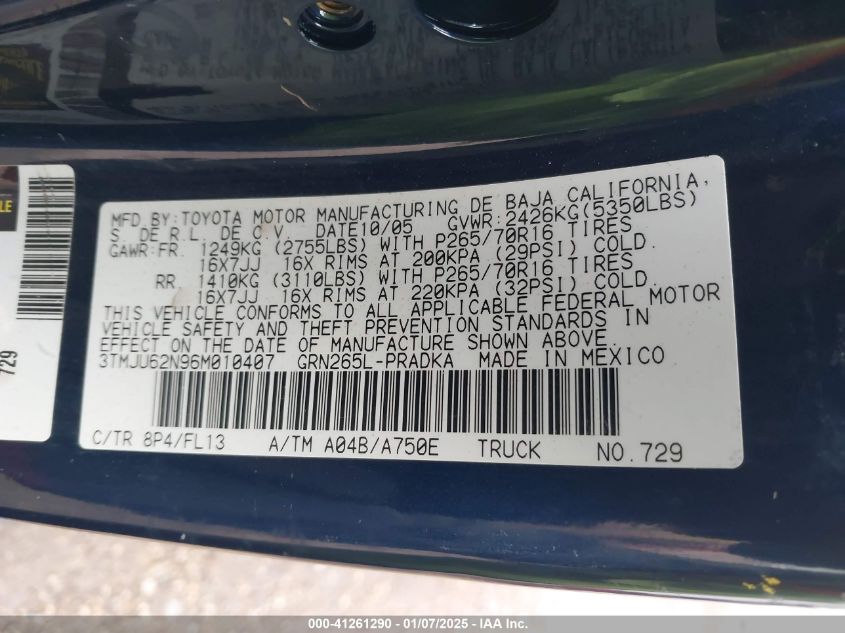 MFD. BY: TOYOTA MOTOR MANUFACTURING DE BAJA CALIFORNIA,
S. DE R.L. DE C.V. DATE10/05 GVWR:2426KG(5350LBS)
GAWR:FR. 1249KG (2755LBS) WITH P265/70R16 TIRES
16X7JJ 16X RIMS AT 200KPA (29PSI) COLD.
RR. 1410KG (3110LBS) WITH P265/70R16 TIRES
16X7JJ 16X RIMS AT 220KPA (32PSI) COLD.
THIS VEHICLE CONFORMS TO ALL APPLICABLE FEDERAL MOTOR
VEHICLE SAFETY AND THEFT PREVENTION STANDARDS IN
EFFECT ON THE DATE OF MANUFACTURE SHOWN ABOVE.
3TMJU62N96M010407 GRN265L-PRADKA MADE IN MEXICO
C/TR 8P4/FL13 A/TM A04B/A750E TRUCK NO.729
729
000-41261290 - 01/07/2025 - IAA Inc.